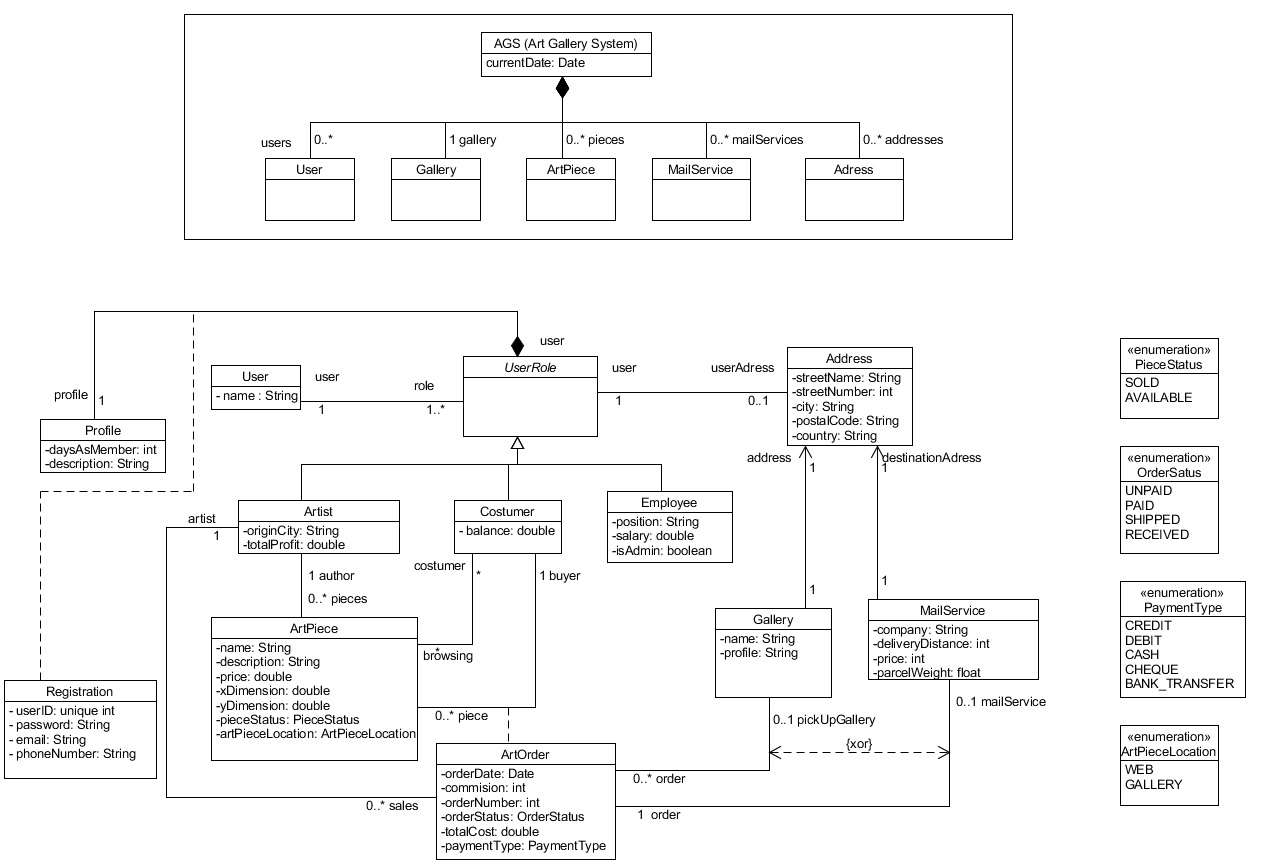 AGS (Art Gallery System)
currentDate: Date
users
0..*
1 gallery
0..* pieces
0..* mailServices
0..* addresses
User
Gallery
ArtPiece
MailService
Adress
user
profile
1
Profile
-daysAsMember: int
-description: String
User
- name : String
user
1
role
1..*
UserRole
user
1
userAdress
0..1
Address
-streetName: String
-streetNumber: int
-city: String
-postalCode: String
-country: String
address
1
destinationAdress
1
artist
1
Artist
-originCity: String
-totalProfit: double
Costumer
- balance: double
Employee
-position: String
-salary: double
-isAdmin: boolean
1 author
0..* pieces
costumer
*
1 buyer
1
1
ArtPiece
-name: String
-description: String
-price: double
-xDimension: double
-yDimension: double
-pieceStatus: PieceStatus
-artPieceLocation: ArtPieceLocation
*
browsing
0..* piece
Gallery
-name: String
-profile: String
MailService
-company: String
-deliveryDistance: int
-price: int
-parcelWeight: float
0..1 pickUpGallery
0..1 mailService
{xor}
Registration
- userID: unique int
- password: String
- email: String
- phoneNumber: String
ArtOrder
-orderDate: Date
-commision: int
-orderNumber: int
-orderStatus: OrderStatus
-totalCost: double
-paymentType: PaymentType
0..* sales
0..* order
1 order
«enumeration»
PieceStatus
SOLD
AVAILABLE
«enumeration»
OrderSatus
UNPAID
PAID
SHIPPED
RECEIVED
«enumeration»
PaymentType
CREDIT
DEBIT
CASH
CHEQUE
BANK_TRANSFER
«enumeration»
ArtPieceLocation
WEB
GALLERY